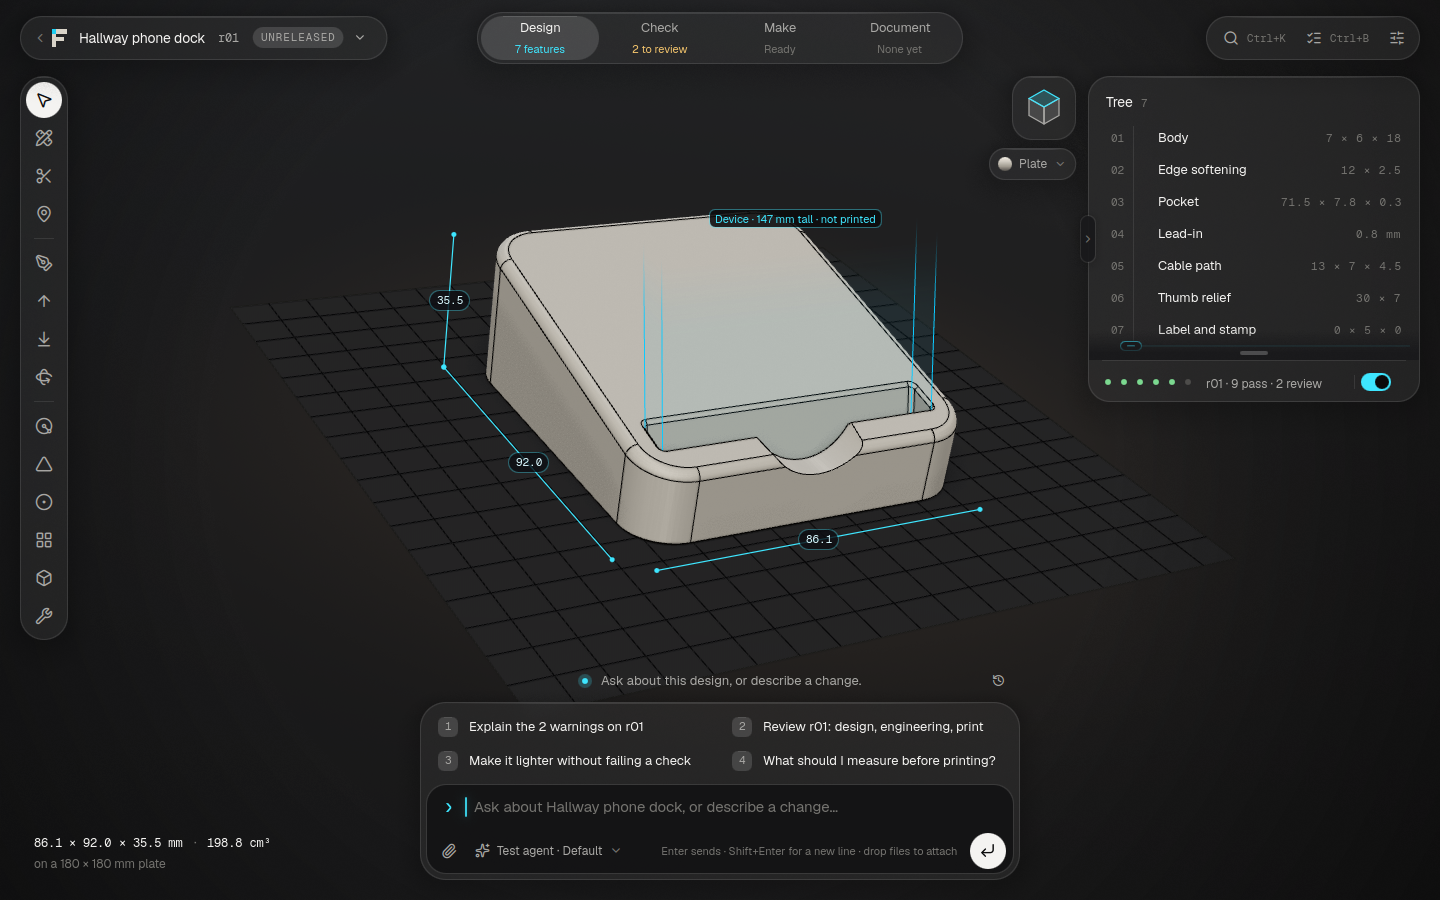 Hallway phone dock r01 UNRELEASED
Design
7 features
Check
2 to review
Make
Ready
Document
None yet
Ctrl+K
Ctrl+B
Plate
Tree 7
01 Body 7 × 6 × 18
02 Edge softening 12 × 2.5
03 Pocket 71.5 × 7.8 × 0.3
04 Lead-in 0.8 mm
05 Cable path 13 × 7 × 4.5
06 Thumb relief 30 × 7
07 Label and stamp 0 × 5 × 0
r01 · 9 pass · 2 review
Device · 147 mm tall · not printed
35.5
92.0
86.1
Ask about this design, or describe a change.
1 Explain the 2 warnings on r01
2 Review r01: design, engineering, print
3 Make it lighter without failing a check
4 What should I measure before printing?
Ask about Hallway phone dock, or describe a change...
Test agent · Default
Enter sends · Shift+Enter for a new line · drop files to attach
86.1 × 92.0 × 35.5 mm · 198.8 cm³
on a 180 × 180 mm plate